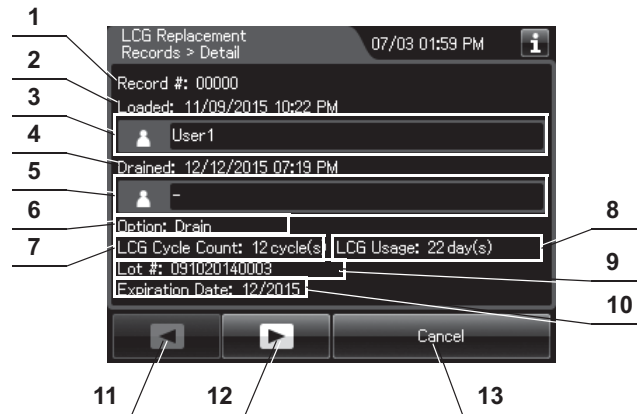 1
2
3
4
5
6
7
8
9
10
11
12
13
LCG Replacement
Records > Detail
07/03 01:59 PM
i
Record #: 00000
Loaded: 11/09/2015 10:22 PM
User1
Drained: 12/12/2015 07:19 PM
-
Option: Drain
LCG Cycle Count: 12 cycle(s)
LCG Usage: 22 day(s)
Lot #: 091020140003
Expiration Date: 12/2015
Cancel